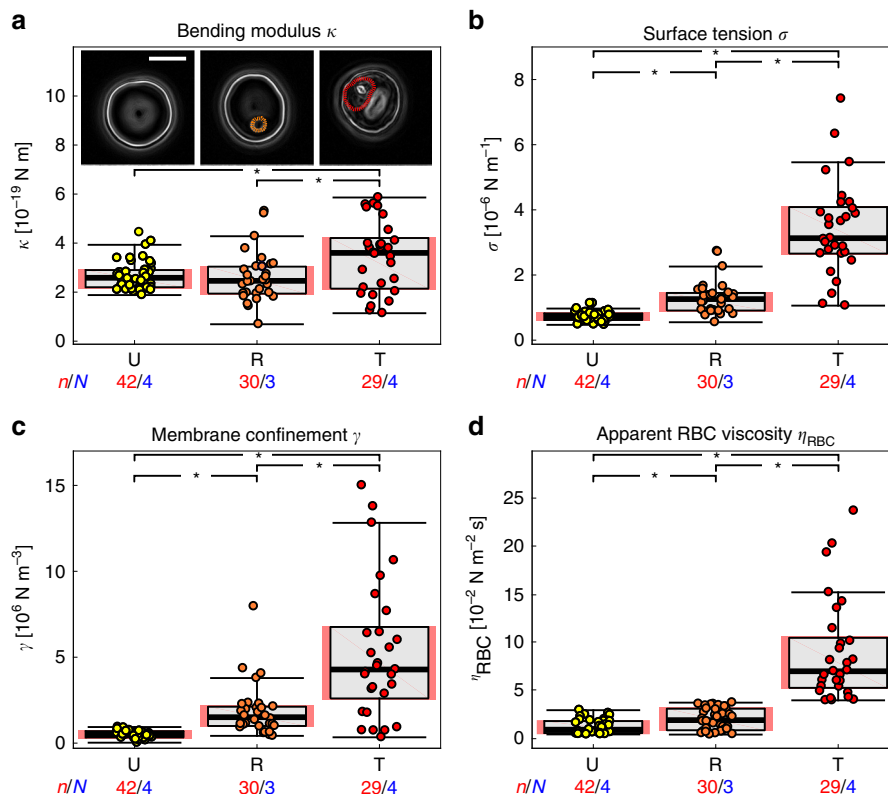 a
Bending modulus κ
κ [10⁻¹⁹ N m]
10
8
6
4
2
0
*
*
U R T
n/N 42/4 30/3 29/4
b
Surface tension σ
σ [10⁻⁶ N m⁻¹]
8
6
4
2
0
*
*
*
U R T
n/N 42/4 30/3 29/4
c
Membrane confinement γ
γ [10⁶ N m⁻³]
15
10
5
0
*
*
*
U R T
n/N 42/4 30/3 29/4
d
Apparent RBC viscosity ηRBC
ηRBC [10⁻² N m⁻² s]
25
20
15
10
5
0
*
*
*
U R T
n/N 42/4 30/3 29/4